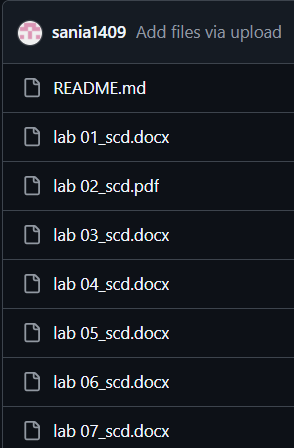 sania1409 Add files via upload
README.md
lab 01_scd.docx
lab 02_scd.pdf
lab 03_scd.docx
lab 04_scd.docx
lab 05_scd.docx
lab 06_scd.docx
lab 07_scd.docx